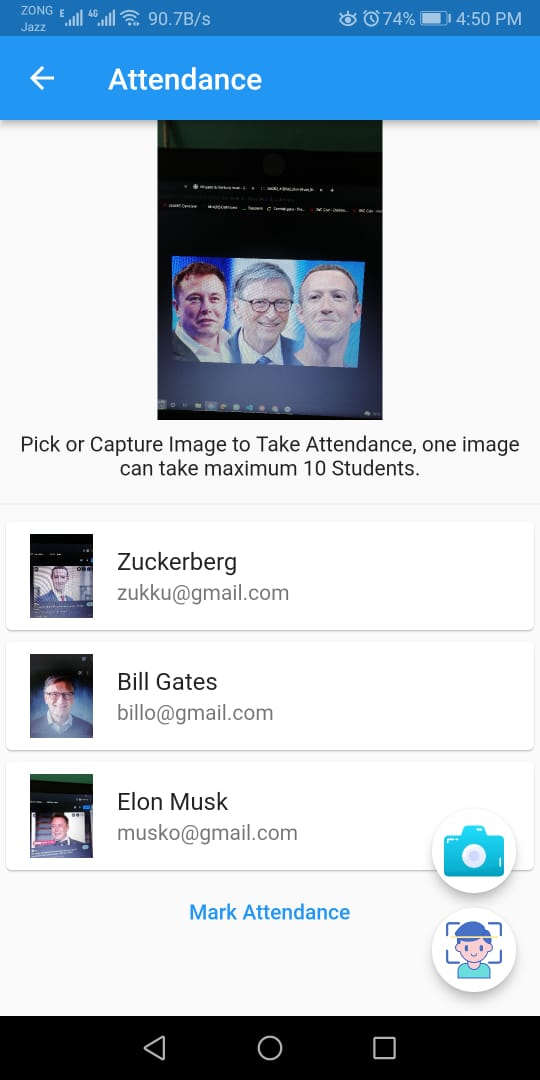 ZONG
Jazz
E
4G
90.7B/s
74%
4:50 PM
Attendance
Pick or Capture Image to Take Attendance, one image
can take maximum 10 Students.
Zuckerberg
zukku@gmail.com
Bill Gates
billo@gmail.com
Elon Musk
musko@gmail.com
Mark Attendance